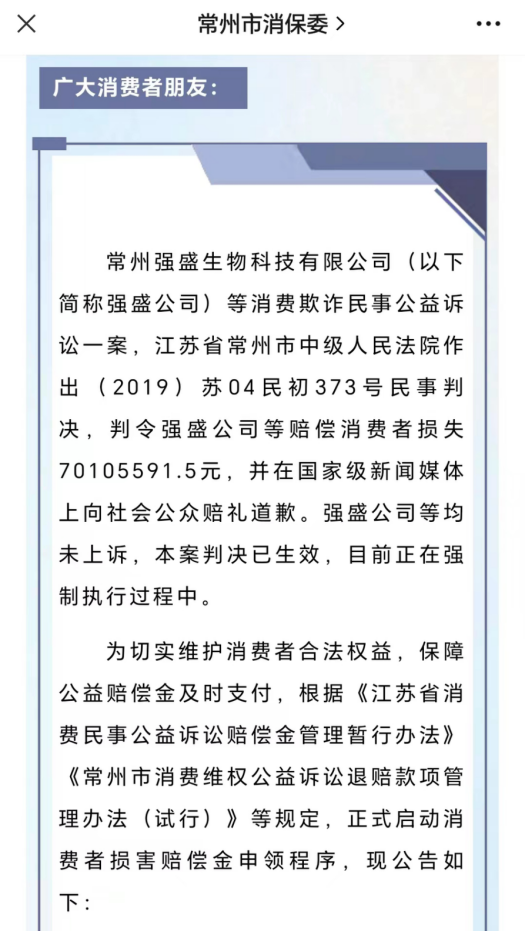 常州市消保委
广大消费者朋友：
常州强盛生物科技有限公司（以下
简称强盛公司）等消费欺诈民事公益诉
讼一案，江苏省常州市中级人民法院作
出（2019）苏04民初373号民事判
决，判令强盛公司等赔偿消费者损失
70105591.5元，并在国家级新闻媒体
上向社会公众赔礼道歉。强盛公司等均
未上诉，本案判决已生效，目前正在强
制执行过程中。
为切实维护消费者合法权益，保障
公益赔偿金及时支付，根据《江苏省消
费民事公益诉讼赔偿金管理暂行办法》
《常州市消费维权公益诉讼退赔款项管
理办法（试行）》等规定，正式启动消
费者损害赔偿金申领程序，现公告如
下：